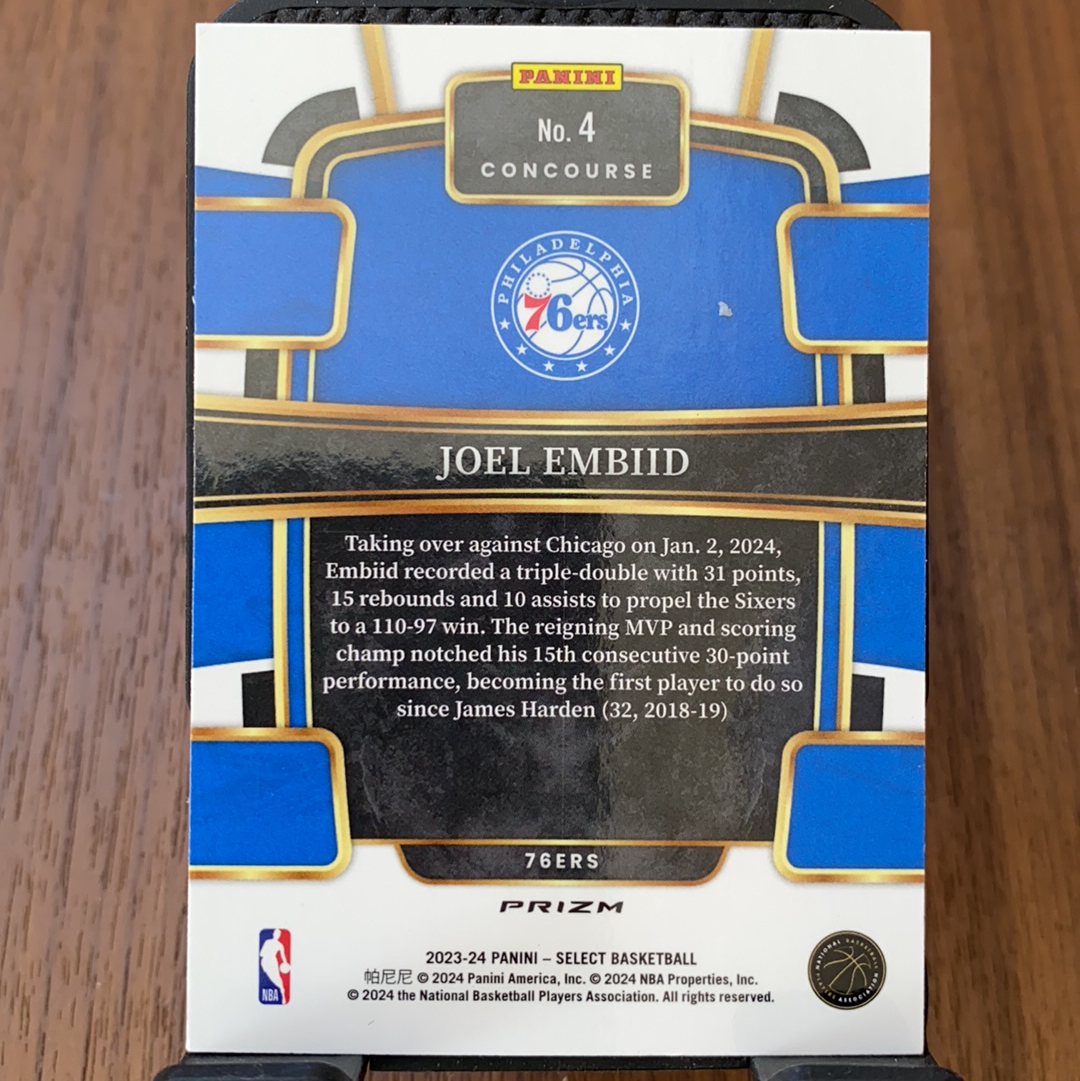 PANINI
No. 4
CONCOURSE
PHILADELPHIA
76ers
JOEL EMBIID
Taking over against Chicago on Jan. 2, 2024,
Embiid recorded a triple-double with 31 points,
15 rebounds and 10 assists to propel the Sixers
to a 110-97 win. The reigning MVP and scoring
champ notched his 15th consecutive 30-point
performance, becoming the first player to do so
since James Harden (32, 2018-19)
76ERS
PRIZM
2023-24 PANINI – SELECT BASKETBALL
帕尼尼 © 2024 Panini America, Inc. © 2024 NBA Properties, Inc.
© 2024 the National Basketball Players Association. All rights reserved.
NBA
NATIONAL BASKETBALL
PLAYERS ASSOCIATION